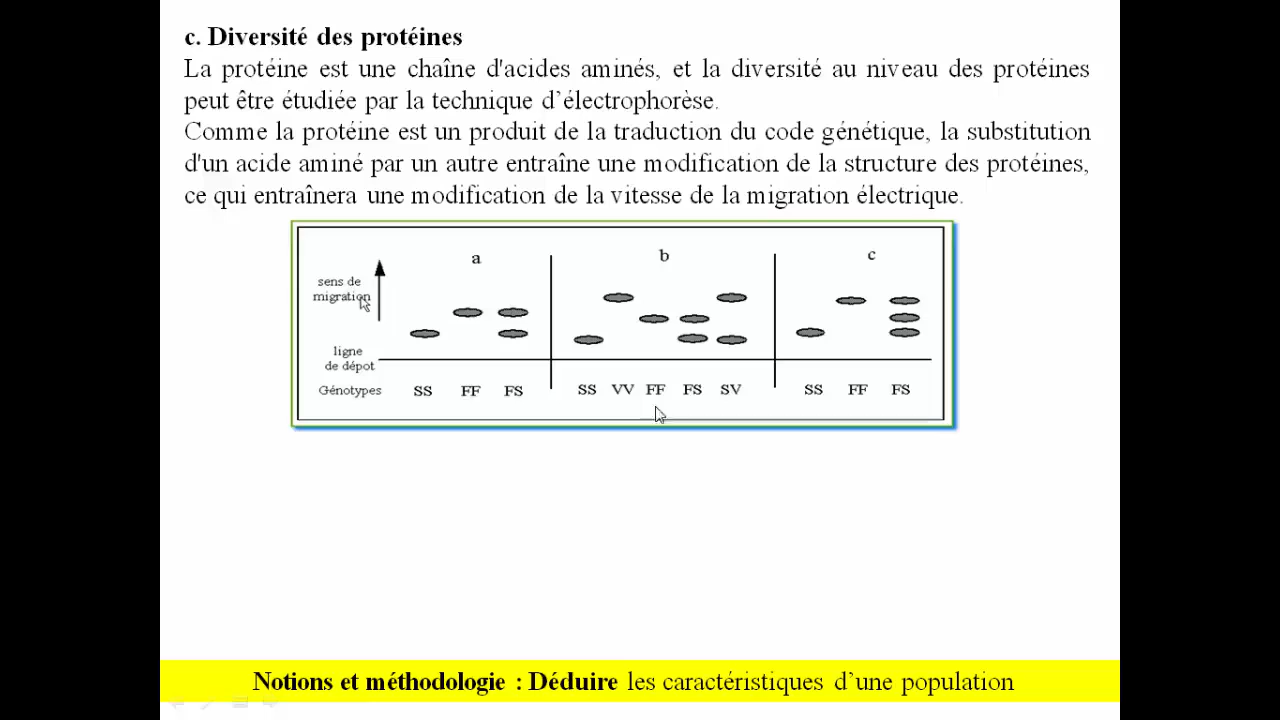 c. Diversité des protéines
La protéine est une chaîne d'acides aminés, et la diversité au niveau des protéines
peut être étudiée par la technique d’électrophorèse.
Comme la protéine est un produit de la traduction du code génétique, la substitution
d'un acide aminé par un autre entraîne une modification de la structure des protéines,
ce qui entraînera une modification de la vitesse de la migration électrique.
a b c
sens de
migration
ligne
de dépôt
Génotypes SS FF FS SS VV FF FS SV SS FF FS
Notions et méthodologie : Déduire les caractéristiques d’une population